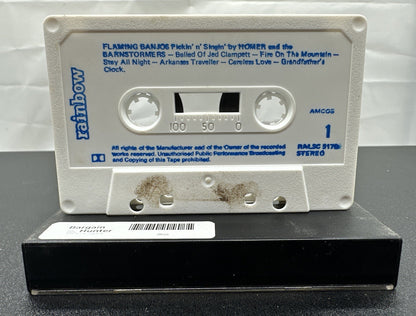 FLAMING BANJOS Pickin' n' Singin' by HOMER and the
BARNSTORMERS – Ballad Of Jed Clampett – Fire On The Mountain –
Stay All Night – Arkansas Traveller – Careless Love – Grandfather's
Clock.
rainbow
AMCOS
1
100 50 0
All rights of the Manufacturer and of the Owner of the recorded
works reserved. Unauthorised Public Performance Broadcasting
and Copying of this Tape prohibited.
STEREO
Bargain
Hunter